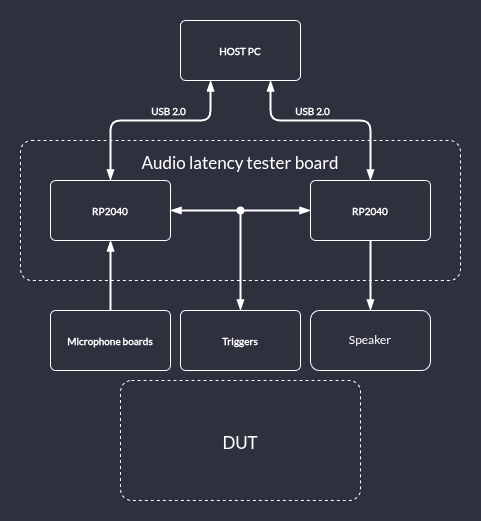 HOST PC
USB 2.0
USB 2.0
Audio latency tester board
RP2040
RP2040
Microphone boards
Triggers
Speaker
DUT